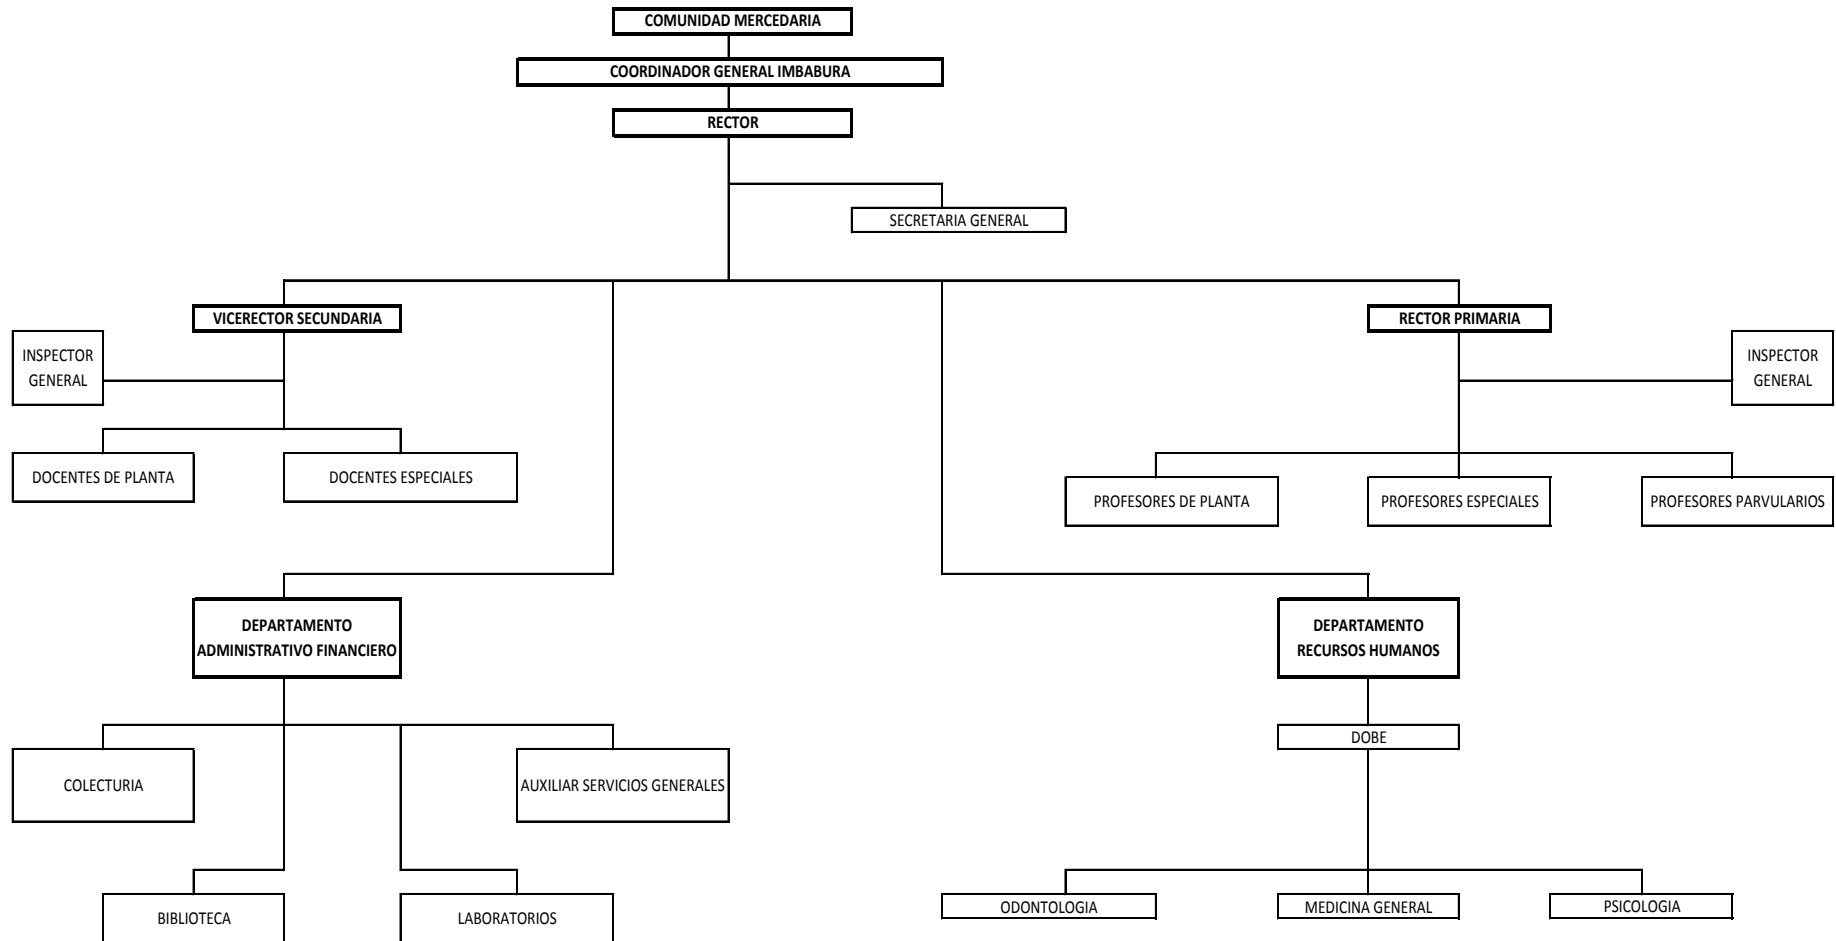 COMUNIDAD MERCEDARIA
COORDINADOR GENERAL IMBABURA
RECTOR
SECRETARIA GENERAL
VICERECTOR SECUNDARIA
RECTOR PRIMARIA
INSPECTOR
GENERAL
INSPECTOR
GENERAL
DOCENTES DE PLANTA
DOCENTES ESPECIALES
PROFESORES DE PLANTA
PROFESORES ESPECIALES
PROFESORES PARVULARIOS
DEPARTAMENTO
ADMINISTRATIVO FINANCIERO
DEPARTAMENTO
RECURSOS HUMANOS
DOBE
COLECTURIA
AUXILIAR SERVICIOS GENERALES
BIBLIOTECA
LABORATORIOS
ODONTOLOGIA
MEDICINA GENERAL
PSICOLOGIA